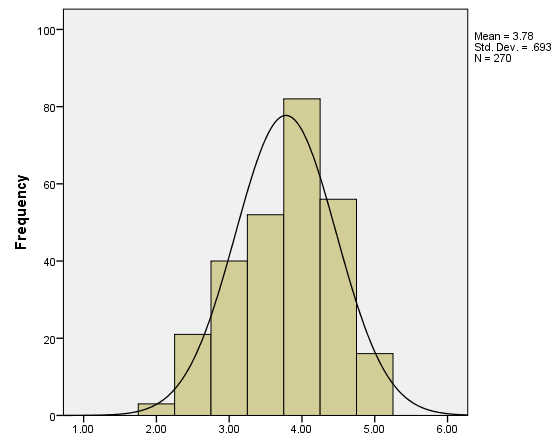 100
80
60
40
20
0
Frequency
1.00 2.00 3.00 4.00 5.00 6.00
Mean = 3.78
Std. Dev. = .693
N = 270